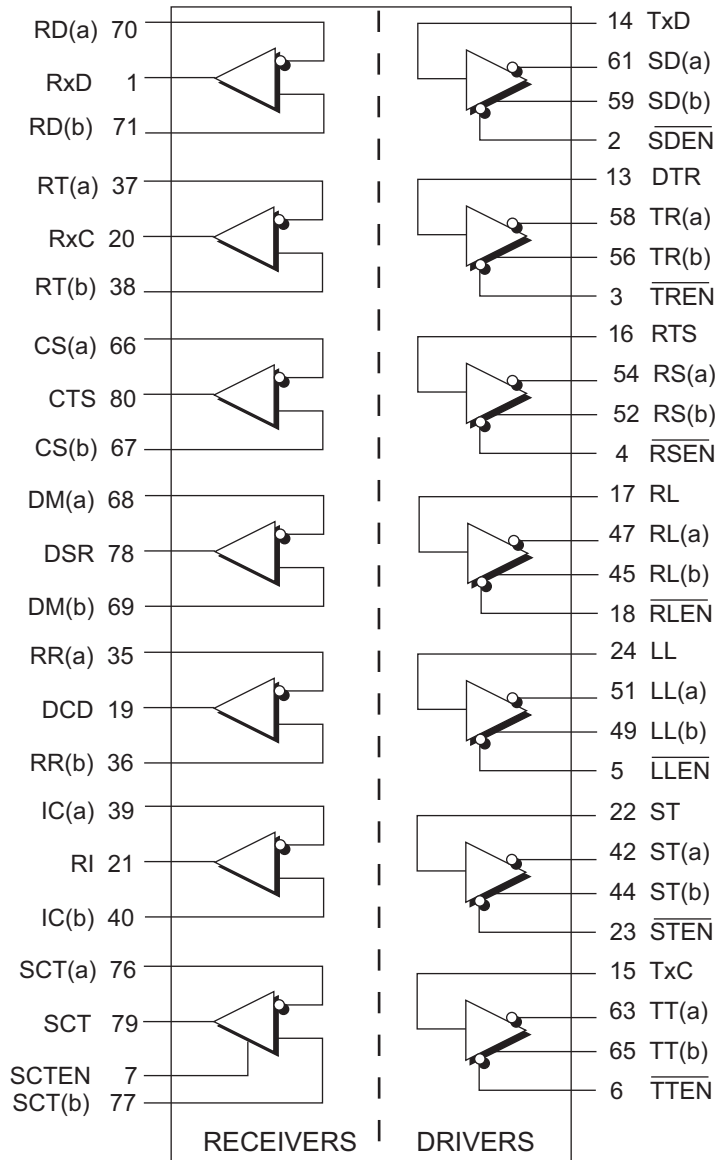 RD(a) 70
RxD 1
RD(b) 71
RT(a) 37
RxC 20
RT(b) 38
CS(a) 66
CTS 80
CS(b) 67
DM(a) 68
DSR 78
DM(b) 69
RR(a) 35
DCD 19
RR(b) 36
IC(a) 39
RI 21
IC(b) 40
SCT(a) 76
SCT 79
SCTEN 7
SCT(b) 77
RECEIVERS
14 TxD
61 SD(a)
59 SD(b)
2 SDEN
13 DTR
58 TR(a)
56 TR(b)
3 TREN
16 RTS
54 RS(a)
52 RS(b)
4 RSEN
17 RL
47 RL(a)
45 RL(b)
18 RLEN
24 LL
51 LL(a)
49 LL(b)
5 LLEN
22 ST
42 ST(a)
44 ST(b)
23 STEN
15 TxC
63 TT(a)
65 TT(b)
6 TTEN
DRIVERS